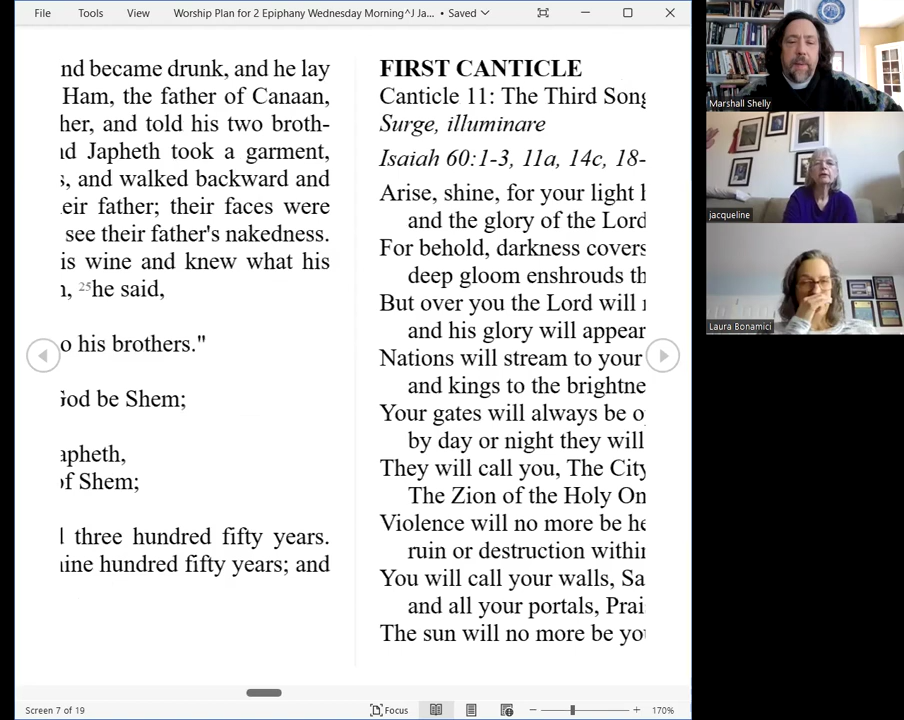 File Tools View Worship Plan for 2 Epiphany Wednesday Morning^J Ja... • Saved
nd became drunk, and he lay
Ham, the father of Canaan,
her, and told his two broth-
d Japheth took a garment,
s, and walked backward and
eir father; their faces were
see their father's nakedness.
is wine and knew what his
, 25he said,
o his brothers."
God be Shem;
apheth,
of Shem;
three hundred fifty years.
ine hundred fifty years; and
FIRST CANTICLE
Canticle 11: The Third Song
Surge, illuminare
Isaiah 60:1-3, 11a, 14c, 18-
Arise, shine, for your light h
and the glory of the Lord
For behold, darkness covers
deep gloom enshrouds th
But over you the Lord will r
and his glory will appear
Nations will stream to your
and kings to the brightne
Your gates will always be o
by day or night they will
They will call you, The City
The Zion of the Holy On
Violence will no more be he
ruin or destruction within
You will call your walls, Sa
and all your portals, Prai
The sun will no more be yo
Screen 7 of 19 Focus 170%
Marshall Shelly
jacqueline
Laura Bonamici